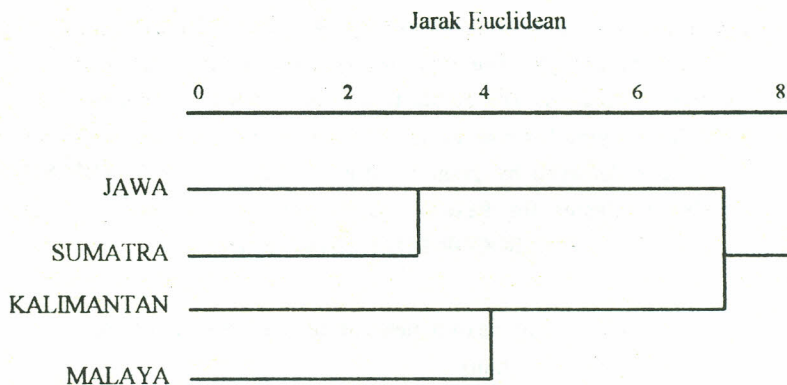 Jarak Euclidean
0 2 4 6 8
JAWA
SUMATRA
KALIMANTAN
MALAYA